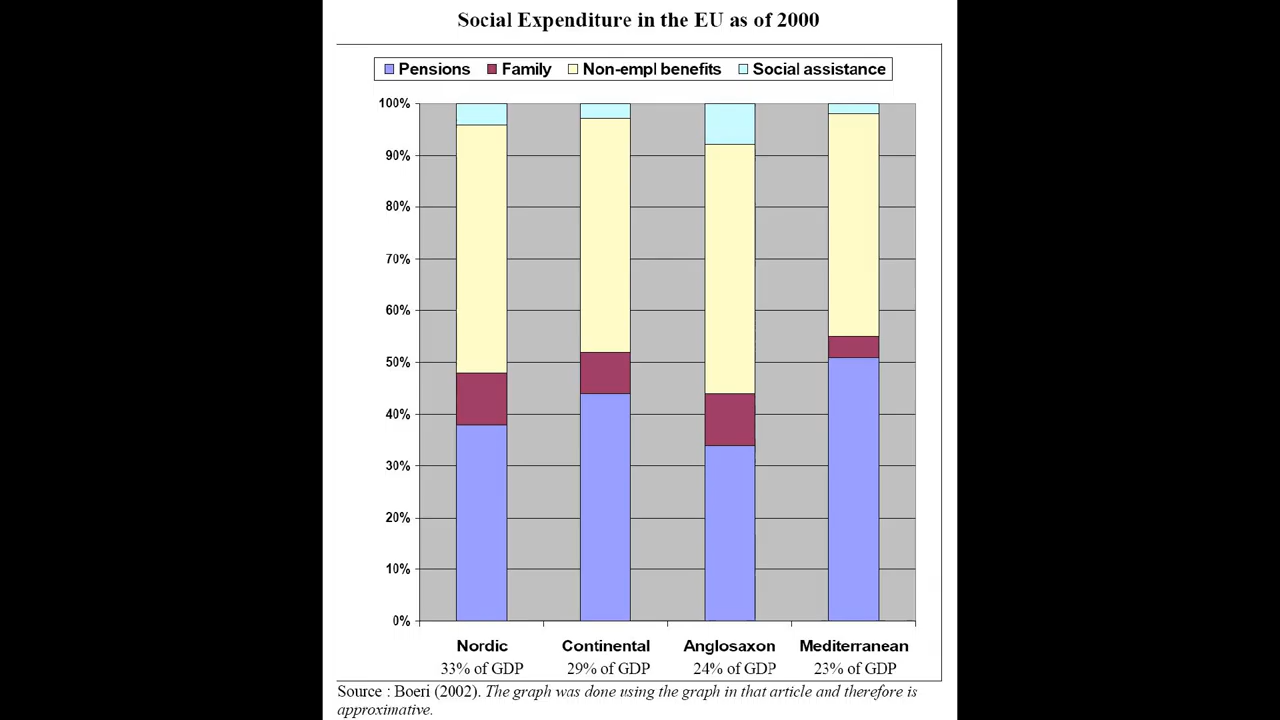 Social Expenditure in the EU as of 2000
Pensions Family Non-empl benefits Social assistance
100%
90%
80%
70%
60%
50%
40%
30%
20%
10%
0%
Nordic Continental Anglosaxon Mediterranean
33% of GDP 29% of GDP 24% of GDP 23% of GDP
Source : Boeri (2002). The graph was done using the graph in that article and therefore is
approximative.